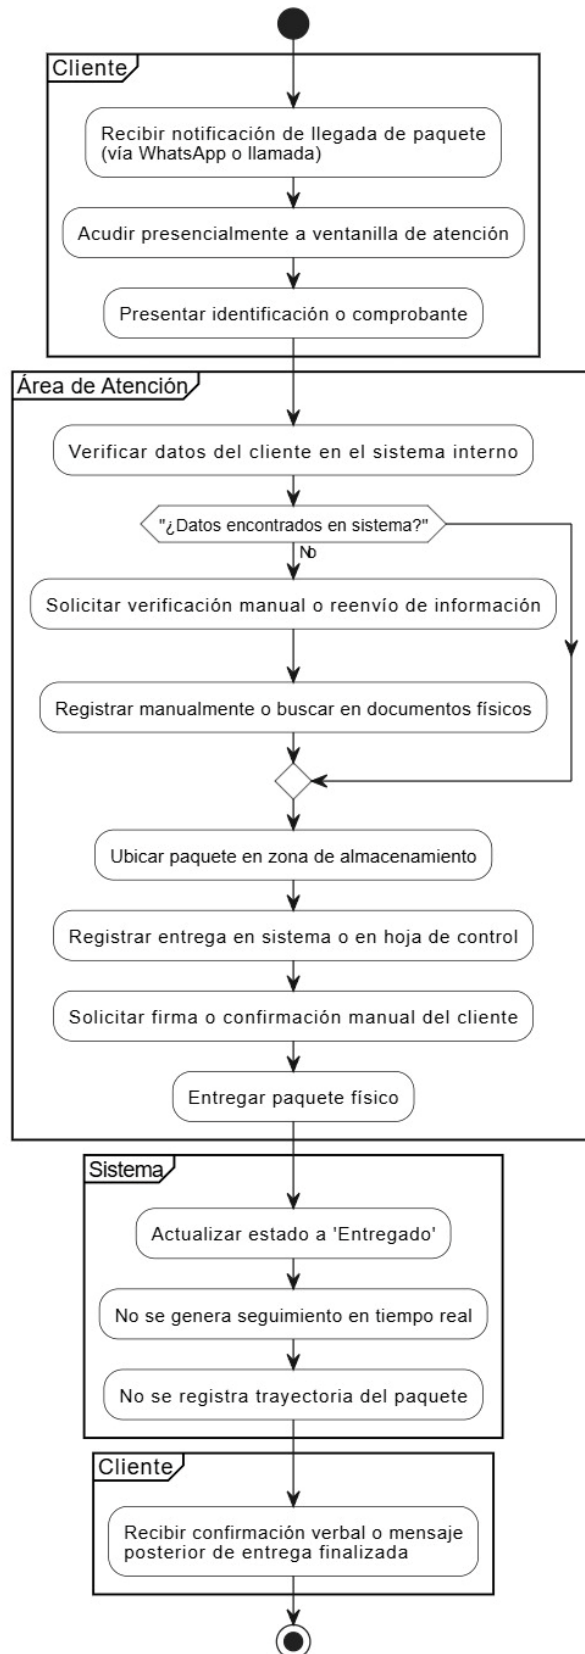 Cliente
Recibir notificación de llegada de paquete
(vía WhatsApp o llamada)
Acudir presencialmente a ventanilla de atención
Presentar identificación o comprobante
Área de Atención
Verificar datos del cliente en el sistema interno
"¿Datos encontrados en sistema?"
No
Solicitar verificación manual o reenvío de información
Registrar manualmente o buscar en documentos físicos
Ubicar paquete en zona de almacenamiento
Registrar entrega en sistema o en hoja de control
Solicitar firma o confirmación manual del cliente
Entregar paquete físico
Sistema
Actualizar estado a 'Entregado'
No se genera seguimiento en tiempo real
No se registra trayectoria del paquete
Cliente
Recibir confirmación verbal o mensaje
posterior de entrega finalizada